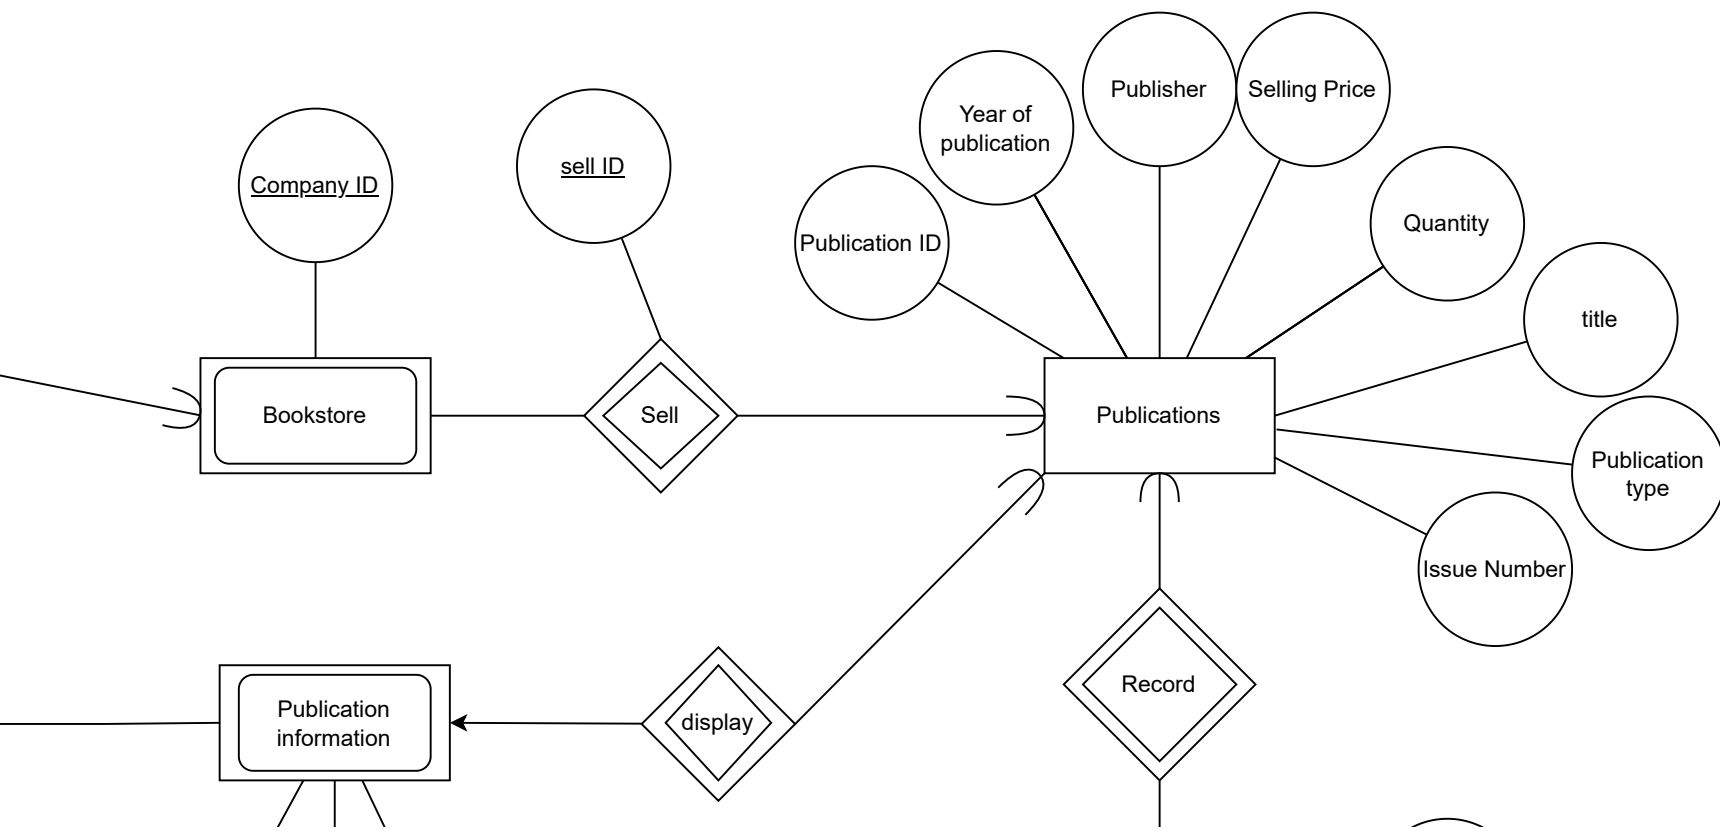 Publisher
Selling Price
Year of
publication
Company ID
sell ID
Publication ID
Quantity
title
Bookstore
Sell
Publications
Publication
type
Issue Number
Record
Publication
information
display